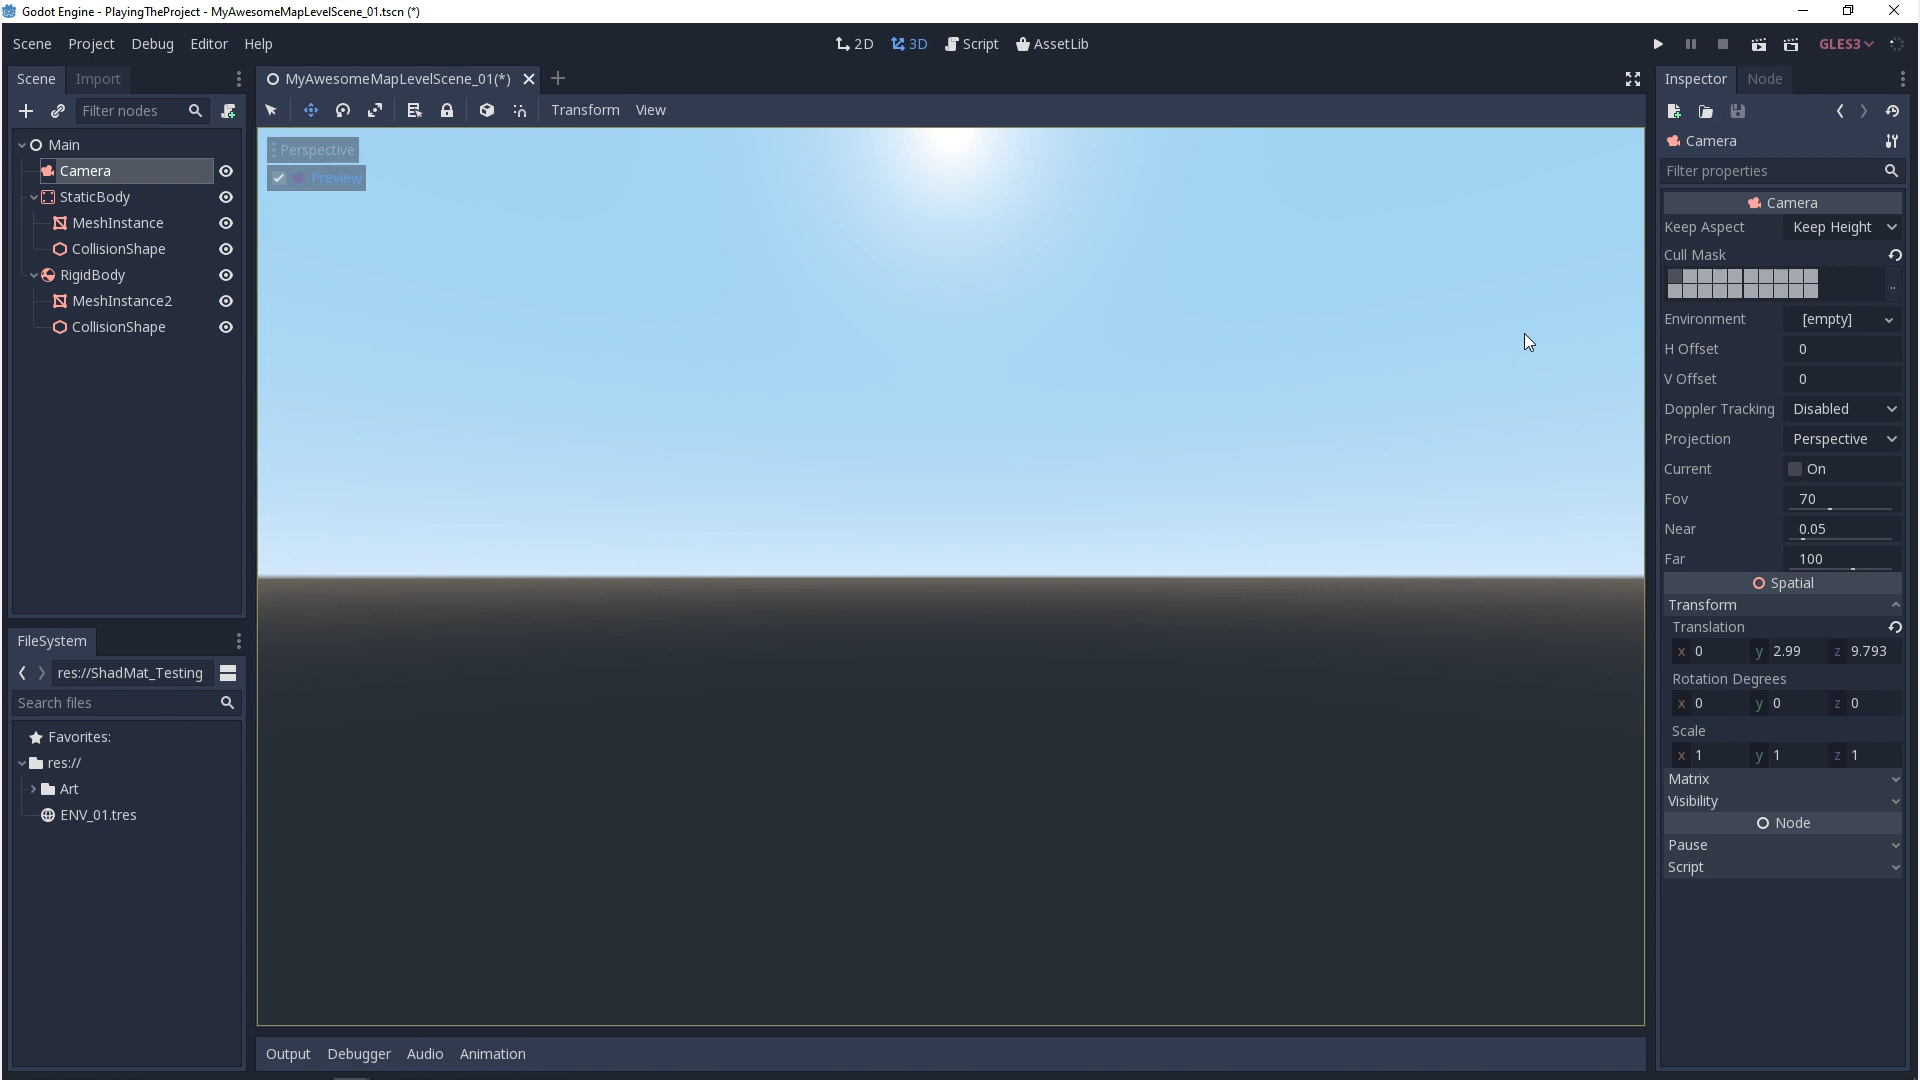 Godot Engine - PlayingTheProject - MyAwesomeMapLevelScene_01.tscn (*)
Scene Project Debug Editor Help
2D 3D Script AssetLib
GLES3
Scene Import
MyAwesomeMapLevelScene_01(*)
Inspector Node
Filter nodes
Transform View
Main
Camera
StaticBody
MeshInstance
CollisionShape
RigidBody
MeshInstance2
CollisionShape
Perspective
Preview
Camera
Filter properties
Camera
Keep Aspect Keep Height
Cull Mask
..
Environment [empty]
H Offset 0
V Offset 0
Doppler Tracking Disabled
Projection Perspective
Current On
Fov 70
Near 0.05
Far 100
Spatial
Transform
Translation
x 0 y 2.99 z 9.793
Rotation Degrees
x 0 y 0 z 0
Scale
x 1 y 1 z 1
Matrix
Visibility
Node
Pause
Script
FileSystem
res://ShadMat_Testing
Search files
Favorites:
res://
Art
ENV_01.tres
Output Debugger Audio Animation